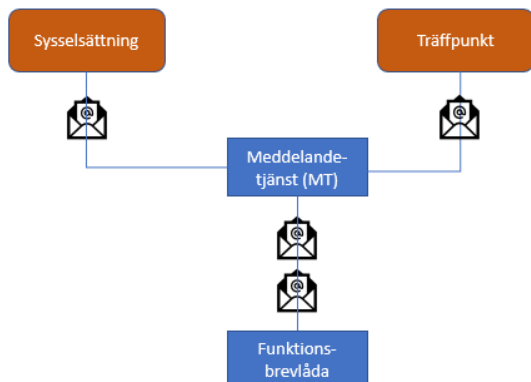 Sysselsättning
Träffpunkt
@
@
Meddelande-
tjänst (MT)
@
@
Funktions-
brevlåda